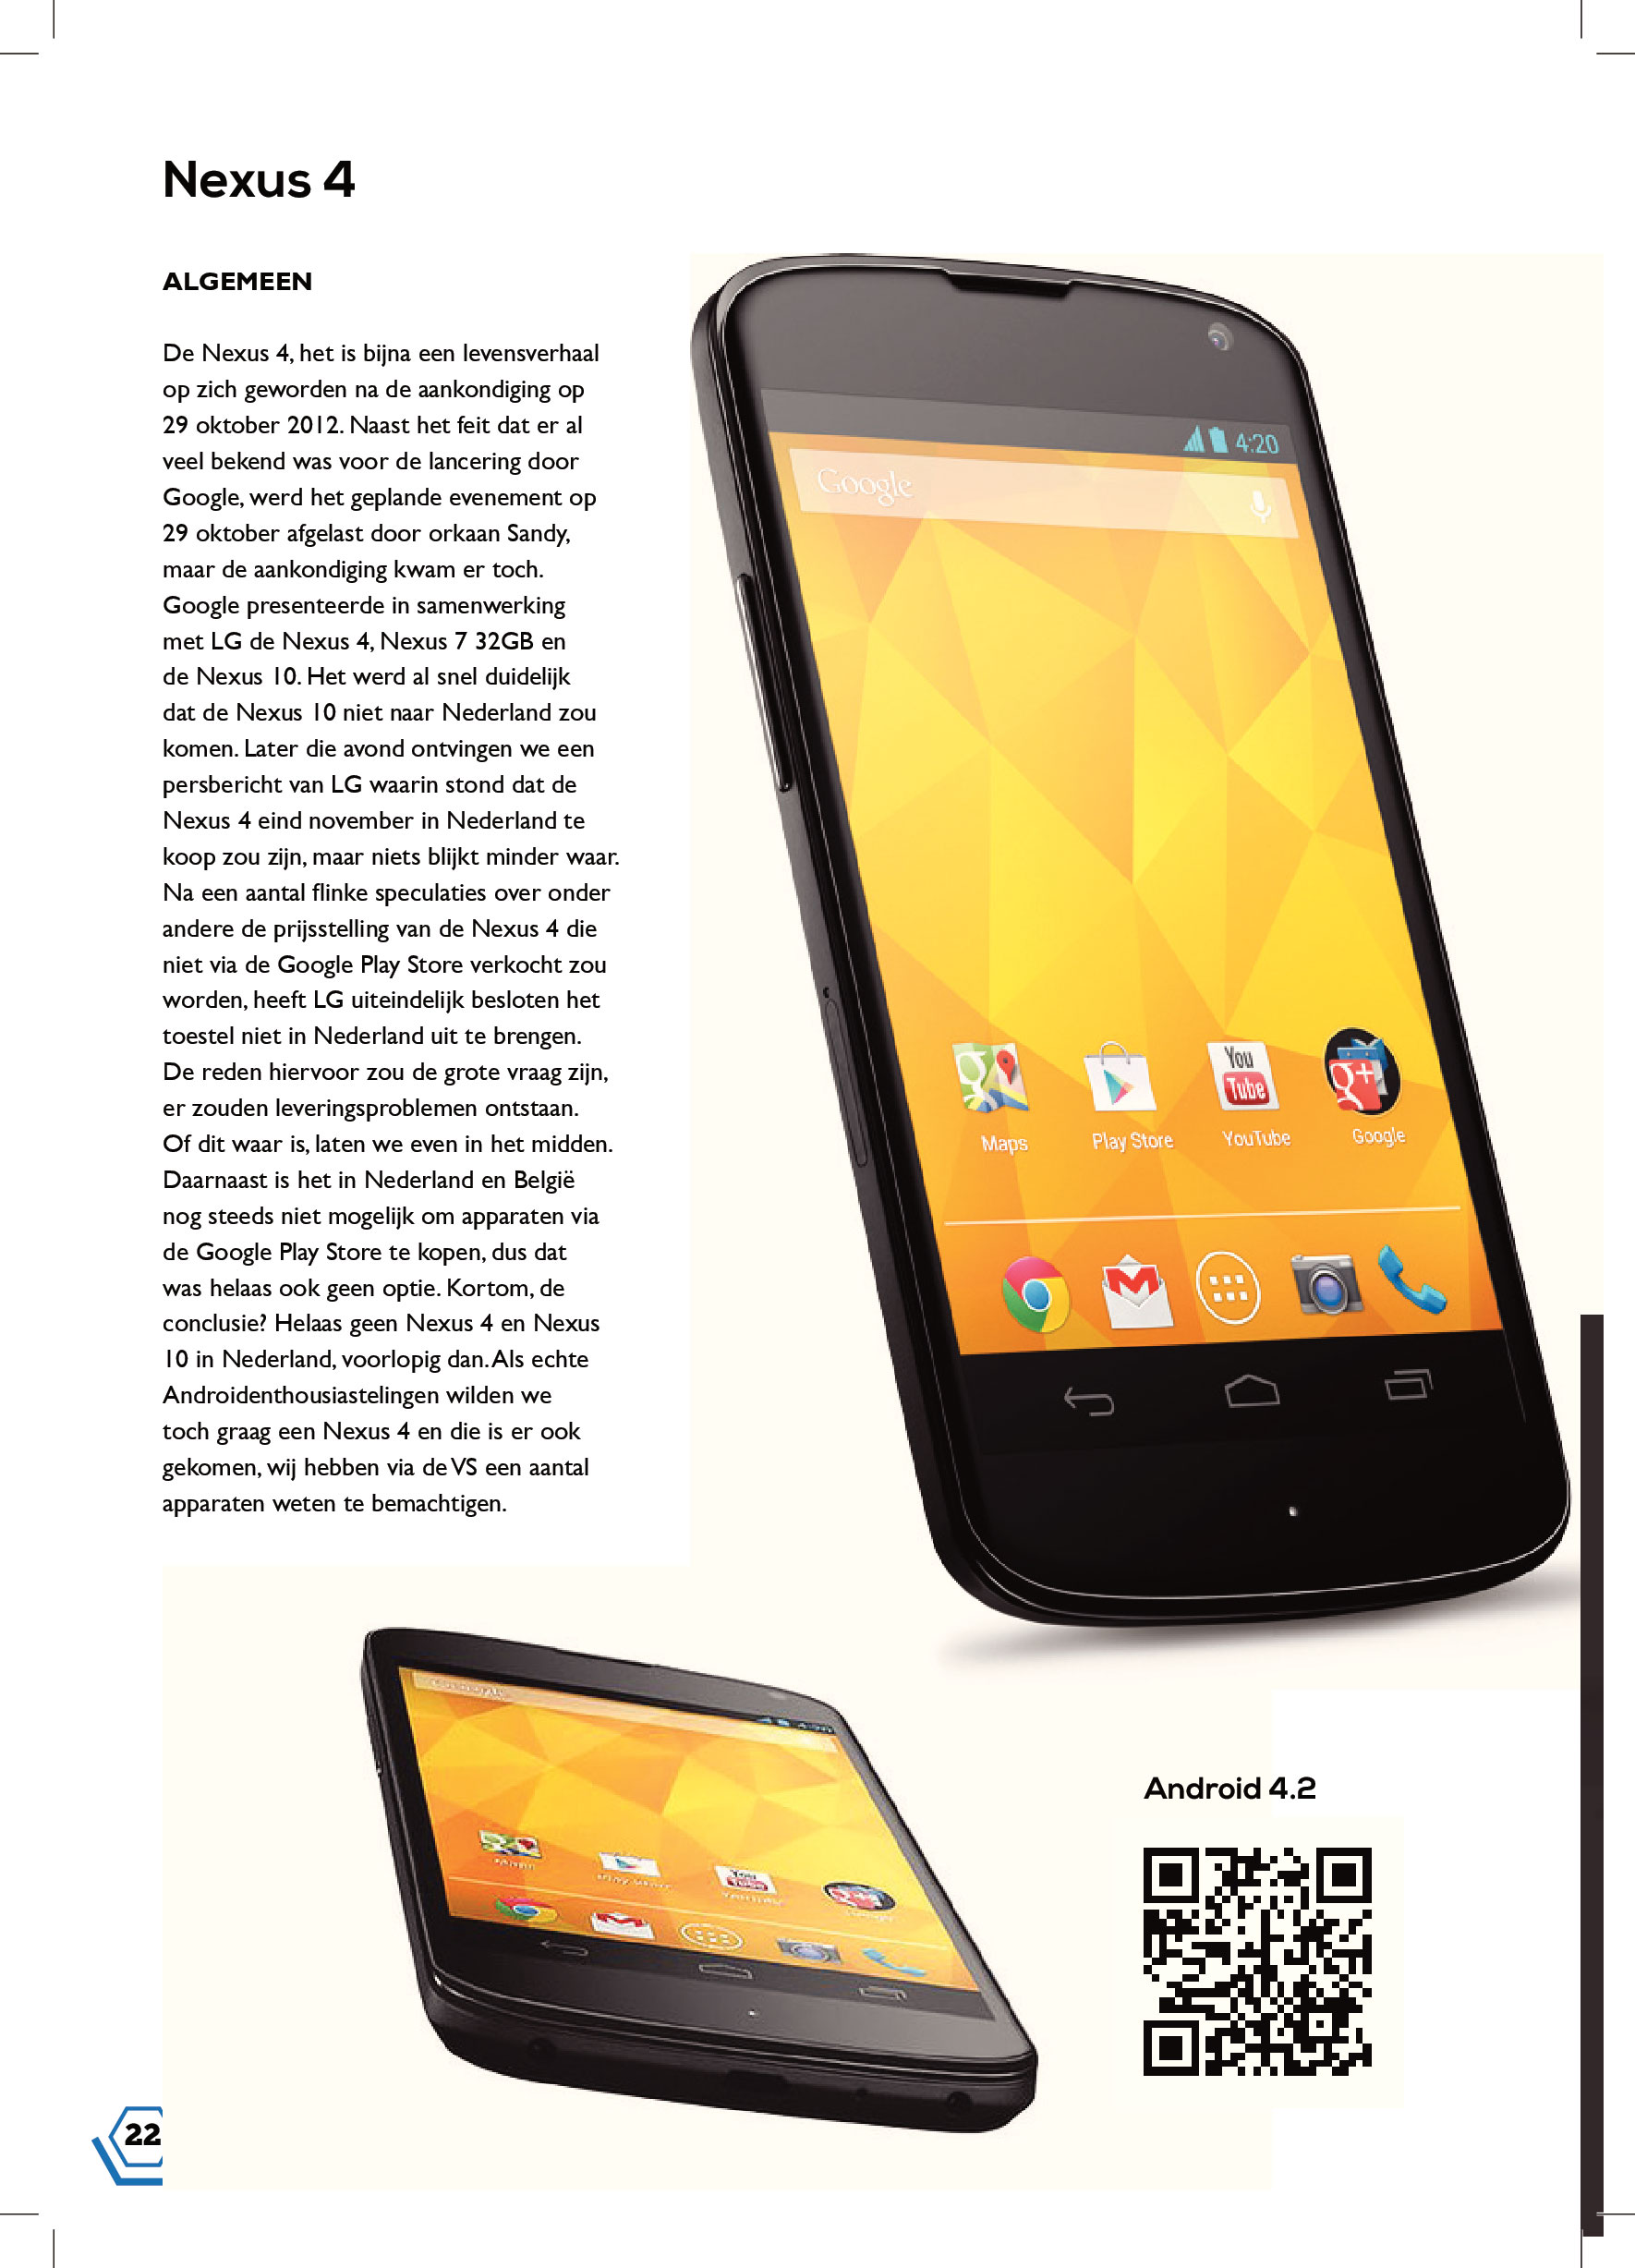 Nexus 4
ALGEMEEN
De Nexus 4, het is bijna een levensverhaal
op zich geworden na de aankondiging op
29 oktober 2012. Naast het feit dat er al
veel bekend was voor de lancering door
Google, werd het geplande evenement op
29 oktober afgelast door orkaan Sandy,
maar de aankondiging kwam er toch.
Google presenteerde in samenwerking
met LG de Nexus 4, Nexus 7 32GB en
de Nexus 10. Het werd al snel duidelijk
dat de Nexus 10 niet naar Nederland zou
komen. Later die avond ontvingen we een
persbericht van LG waarin stond dat de
Nexus 4 eind november in Nederland te
koop zou zijn, maar niets blijkt minder waar.
Na een aantal flinke speculaties over onder
andere de prijsstelling van de Nexus 4 die
niet via de Google Play Store verkocht zou
worden, heeft LG uiteindelijk besloten het
toestel niet in Nederland uit te brengen.
De reden hiervoor zou de grote vraag zijn,
er zouden leveringsproblemen ontstaan.
Of dit waar is, laten we even in het midden.
Daarnaast is het in Nederland en België
nog steeds niet mogelijk om apparaten via
de Google Play Store te kopen, dus dat
was helaas ook geen optie. Kortom, de
conclusie? Helaas geen Nexus 4 en Nexus
10 in Nederland, voorlopig dan. Als echte
Androidenthousiastelingen wilden we
toch graag een Nexus 4 en die is er ook
gekomen, wij hebben via de VS een aantal
apparaten weten te bemachtigen.
4:20
Google
You
Tube
g+
Maps Play Store YouTube Google
You
Tube
Android 4.2
22